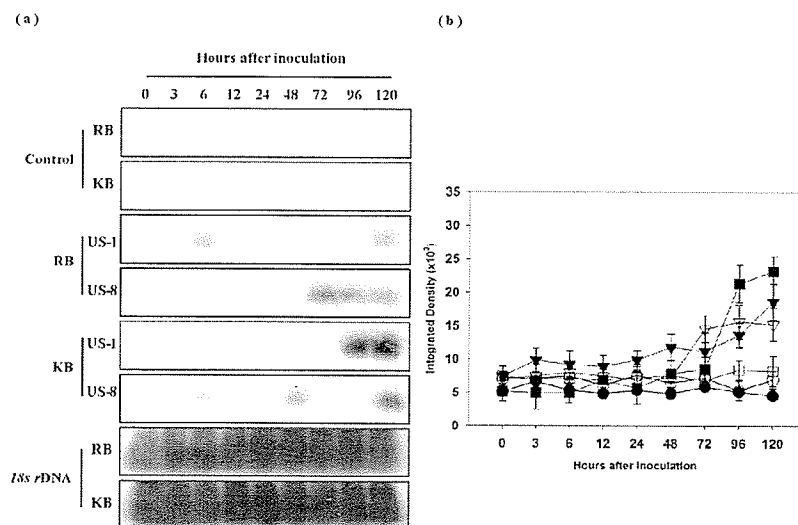 (a)
Hours after inoculation
0 3 6 12 24 48 72 96 120
Control
RB
KB
RB
US-1
US-8
KB
US-1
US-8
18s rDNA
RB
KB
(b)
35
30
25
20
15
10
5
0
Integrated Density (x10³)
0 3 6 12 24 48 72 96 120
Hours after Inoculation